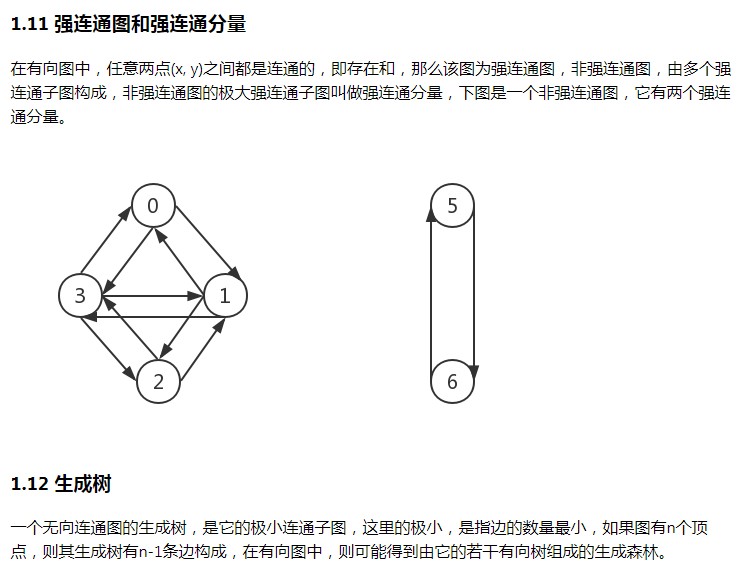 1.11 强连通图和强连通分量
在有向图中，任意两点(x, y)之间都是连通的，即存在和，那么该图为强连通图，非强连通图，由多个强
连通子图构成，非强连通图的极大强连通子图叫做强连通分量，下图是一个非强连通图，它有两个强连
通分量。
0
5
3
1
2
6
1.12 生成树
一个无向连通图的生成树，是它的极小连通子图，这里的极小，是指边的数量最小，如果图有n个顶
点，则其生成树有n-1条边构成，在有向图中，则可能得到由它的若干有向树组成的生成森林。